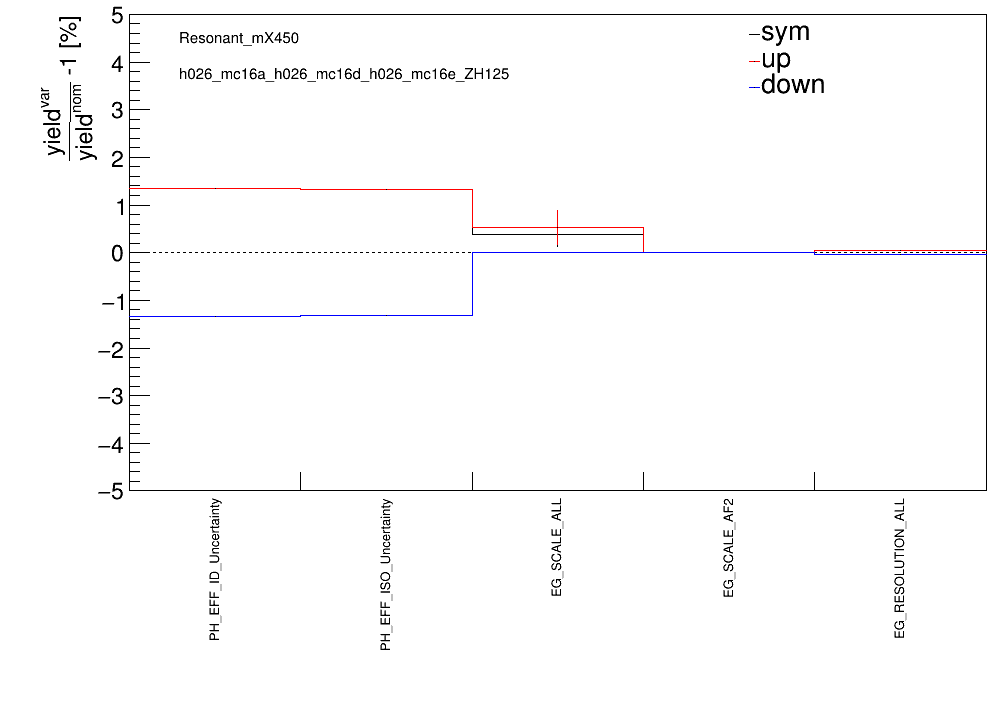 yield^var / yield^nom -1 [%]
Resonant_mX450
h026_mc16a_h026_mc16d_h026_mc16e_ZH125
sym
up
down
5
4
3
2
1
0
−1
−2
−3
−4
−5
PH_EFF_ID_Uncertainty
PH_EFF_ISO_Uncertainty
EG_SCALE_ALL
EG_SCALE_AF2
EG_RESOLUTION_ALL